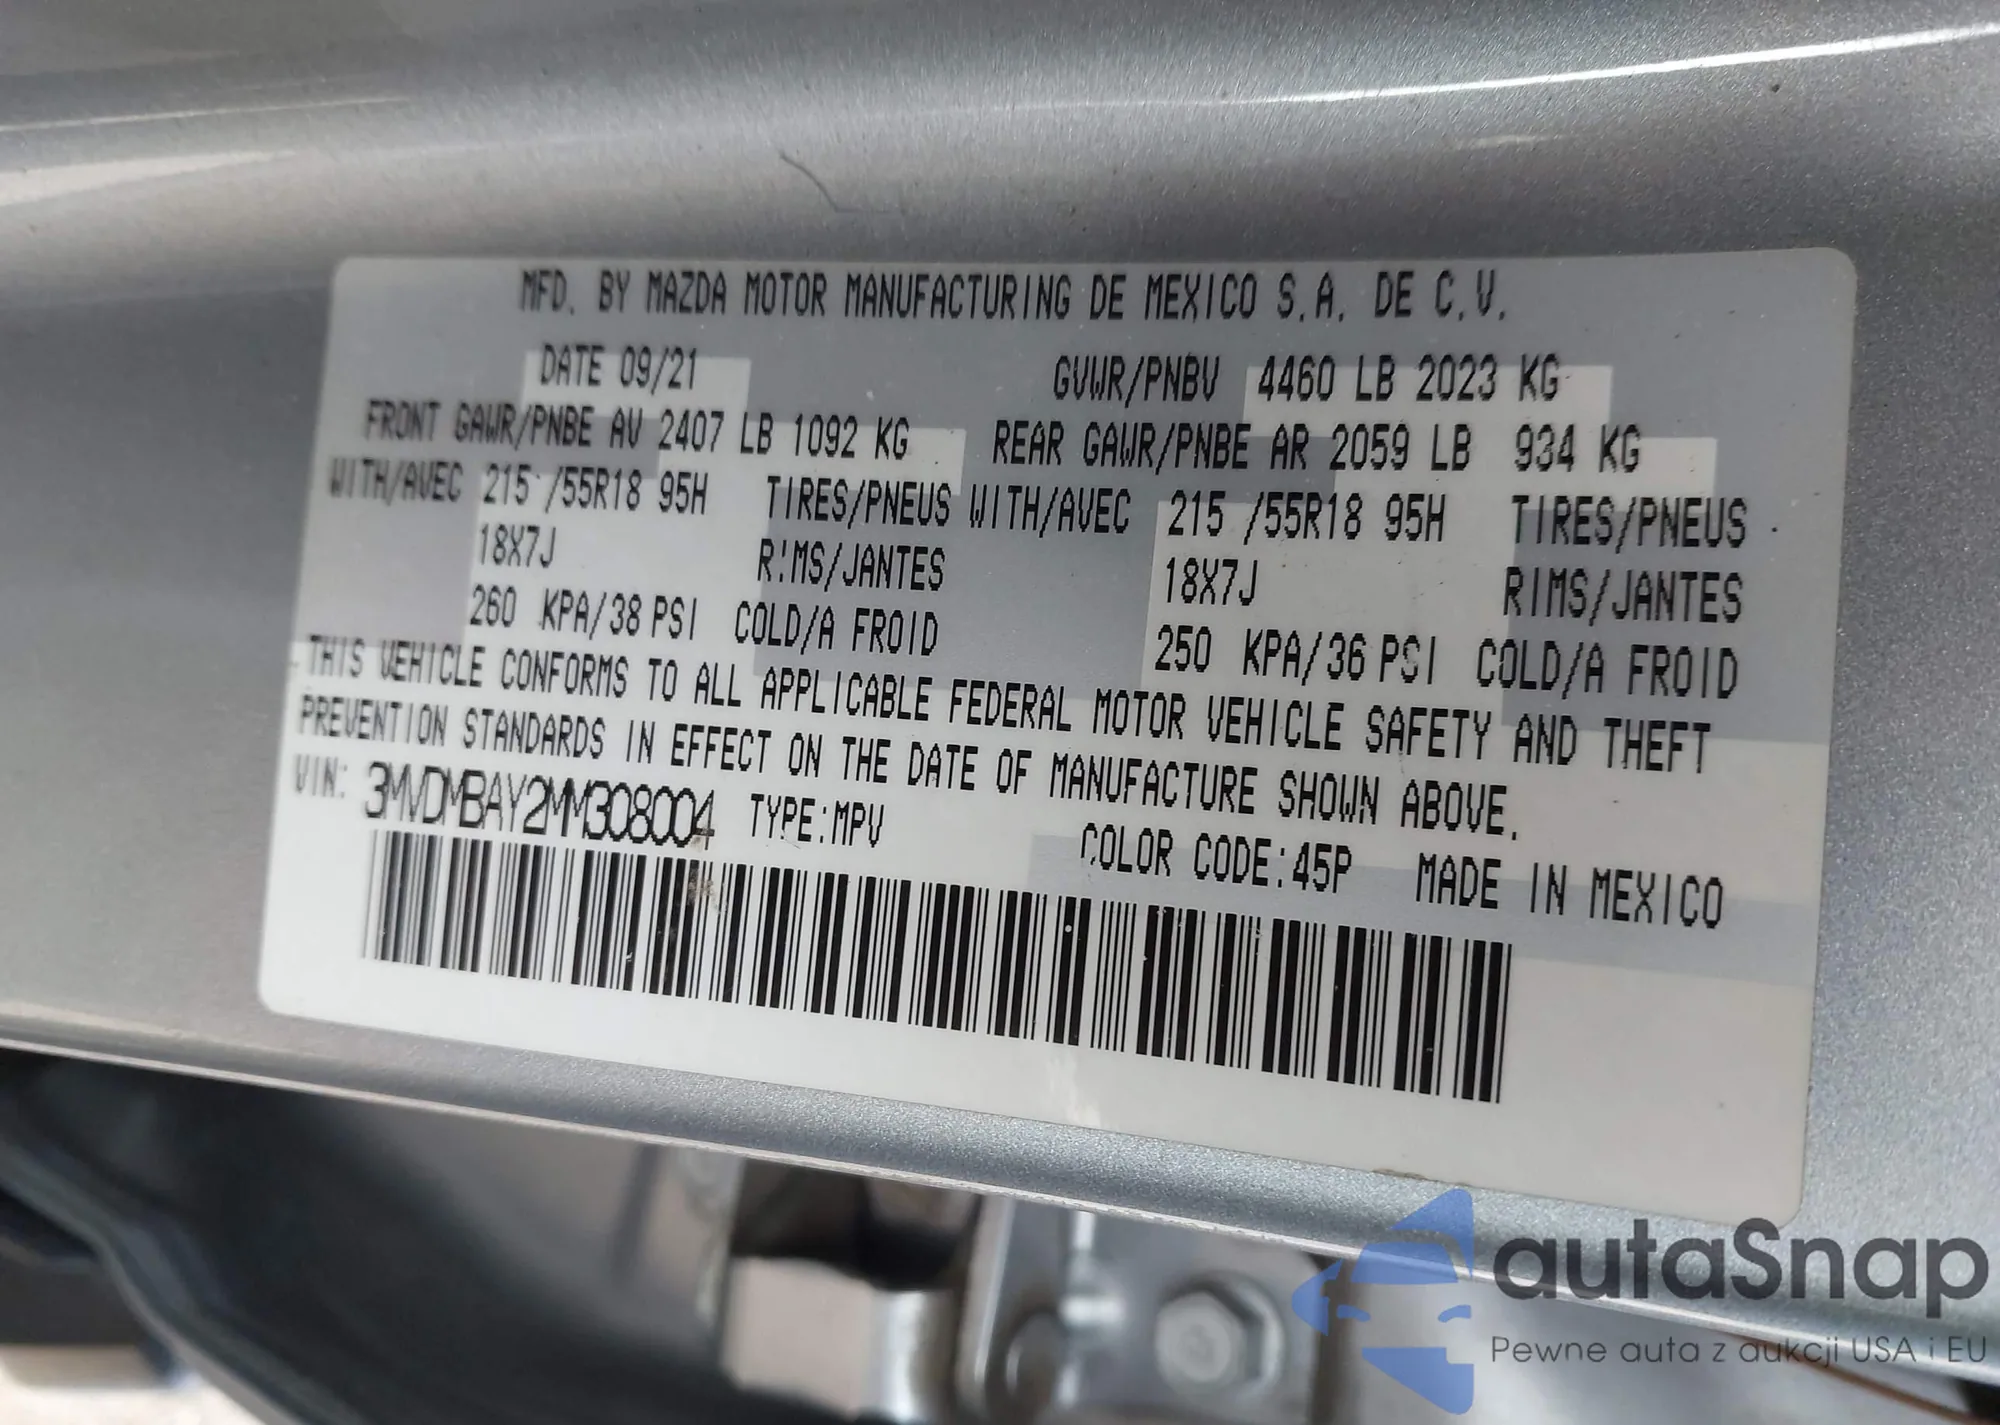 MFD. BY MAZDA MOTOR MANUFACTURING DE MEXICO S.A. DE C.V.
DATE 09/21 GVWR/PNBV 4460 LB 2023 KG
FRONT GAWR/PNBE AV 2407 LB 1092 KG REAR GAWR/PNBE AR 2059 LB 934 KG
WITH/AVEC 215 /55R18 95H TIRES/PNEUS WITH/AVEC 215 /55R18 95H TIRES/PNEUS
18X7J RIMS/JANTES 18X7J RIMS/JANTES
260 KPA/38 PSI COLD/A FROID 250 KPA/36 PSI COLD/A FROID
THIS VEHICLE CONFORMS TO ALL APPLICABLE FEDERAL MOTOR VEHICLE SAFETY AND THEFT
PREVENTION STANDARDS IN EFFECT ON THE DATE OF MANUFACTURE SHOWN ABOVE.
VIN: 3MVDMBAY2MM308004 TYPE:MPV COLOR CODE:45P MADE IN MEXICO
autaSnap
Pewne auta z aukcji USA i EU